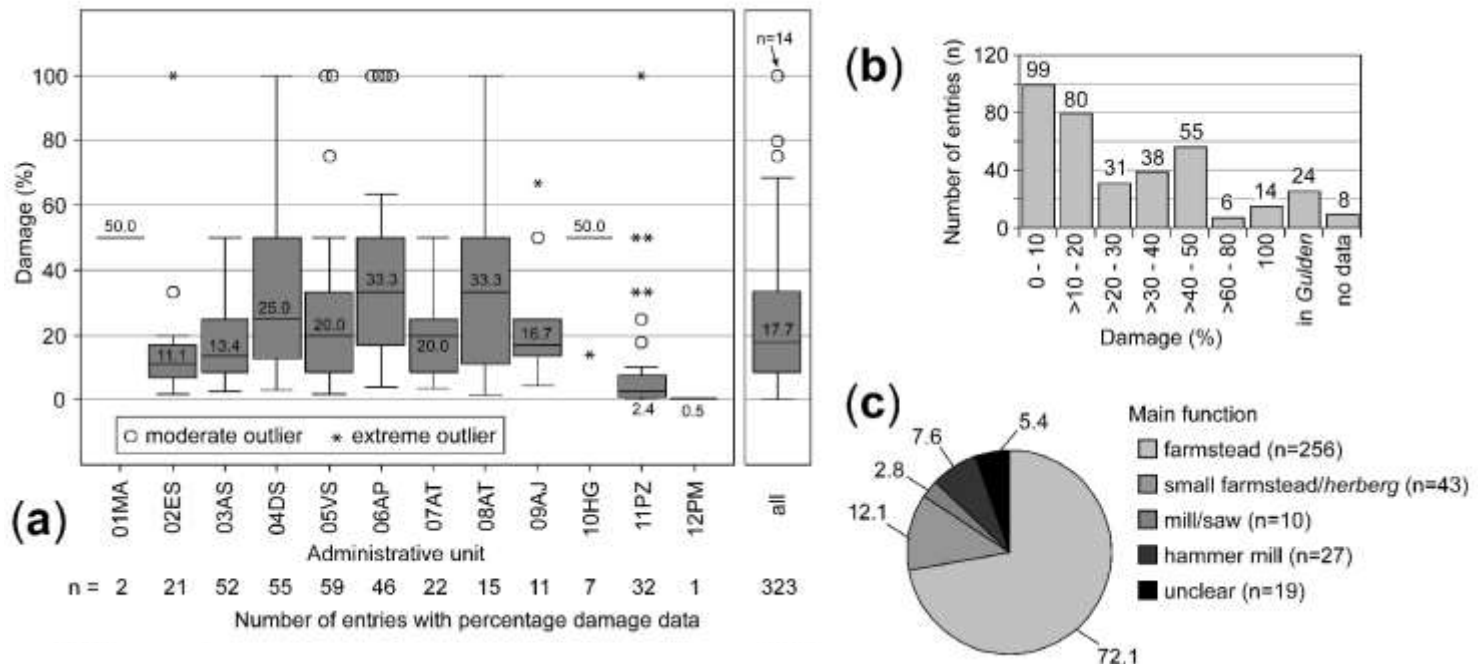 n=14
100
80
60
40
20
0
Damage (%)
50.0
11.1
13.4
25.0
20.0
33.3
20.0
33.3
16.7
50.0
2.4
0.5
17.7
○ moderate outlier * extreme outlier
01MA
02ES
03AS
04DS
05VS
06AP
07AT
08AT
09AJ
10HG
11PZ
12PM
all
(a)
Administrative unit
n = 2 21 52 55 59 46 22 15 11 7 32 1 323
Number of entries with percentage damage data
(b)
Number of entries (n)
120
80
40
0
99
80
31
38
55
6
14
24
8
0 - 10
>10 - 20
>20 - 30
>30 - 40
>40 - 50
>60 - 80
100
in Gulden
no data
Damage (%)
(c)
5.4
7.6
2.8
12.1
72.1
Main function
farmstead (n=256)
small farmstead/herberg (n=43)
mill/saw (n=10)
hammer mill (n=27)
unclear (n=19)